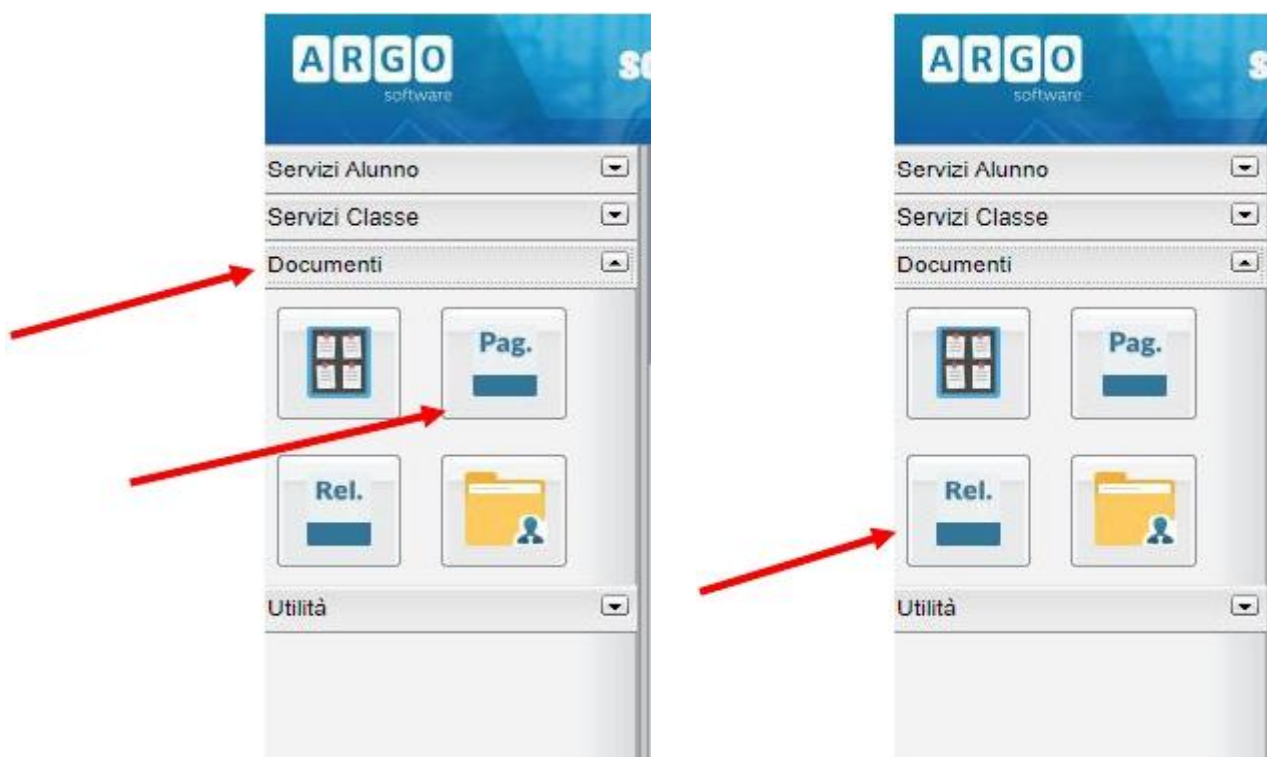 ARGO
software
Servizi Alunno
Servizi Classe
Documenti
Pag.
Rel.
Utilità
ARGO
software
Servizi Alunno
Servizi Classe
Documenti
Pag.
Rel.
Utilità